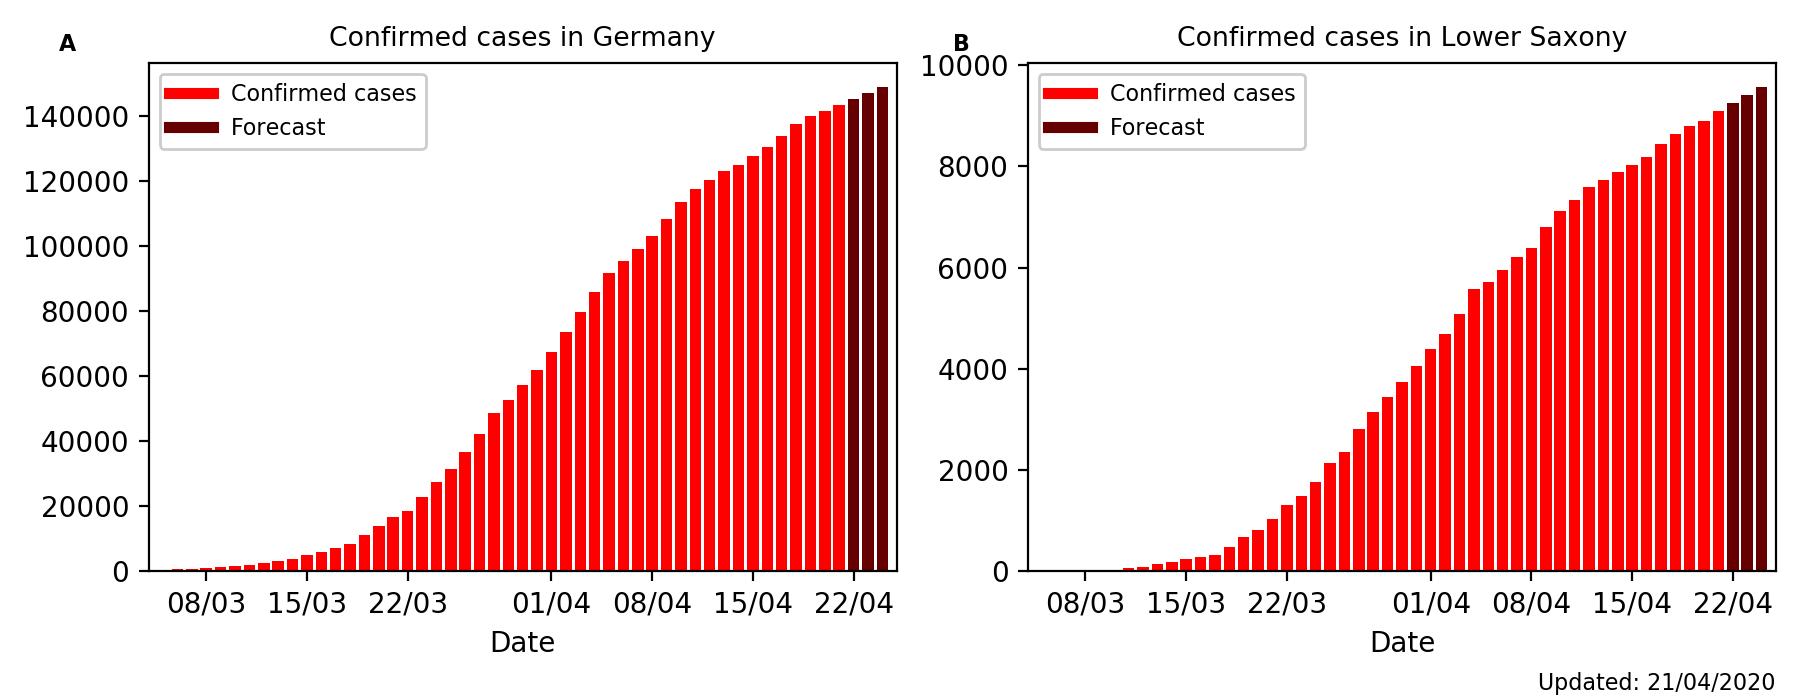 A
Confirmed cases in Germany
Confirmed cases
Forecast
140000
120000
100000
80000
60000
40000
20000
0
08/03 15/03 22/03 01/04 08/04 15/04 22/04
Date
B
Confirmed cases in Lower Saxony
Confirmed cases
Forecast
10000
8000
6000
4000
2000
0
08/03 15/03 22/03 01/04 08/04 15/04 22/04
Date
Updated: 21/04/2020